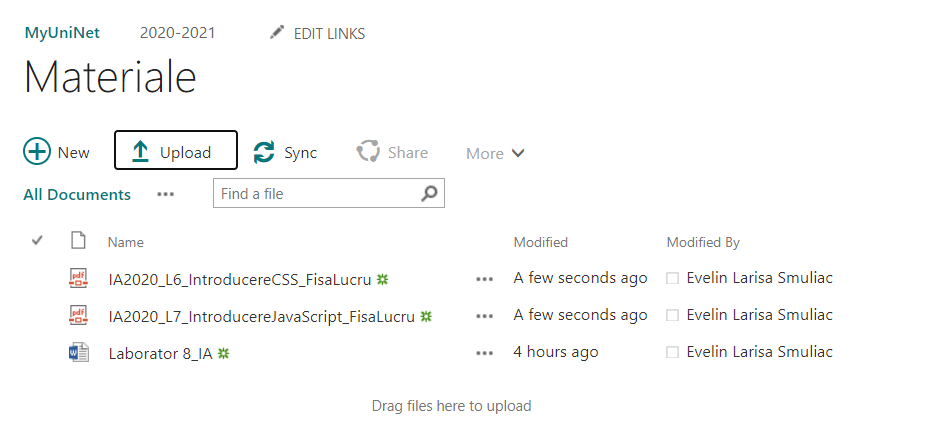 MyUniNet 2020-2021 EDIT LINKS
Materiale
New Upload Sync Share More
All Documents ••• Find a file
Name Modified Modified By
pdf IA2020_L6_IntroducereCSS_FisaLucru ••• A few seconds ago Evelin Larisa Smuliac
pdf IA2020_L7_IntroducereJavaScript_FisaLucru ••• A few seconds ago Evelin Larisa Smuliac
W Laborator 8_IA ••• 4 hours ago Evelin Larisa Smuliac
Drag files here to upload